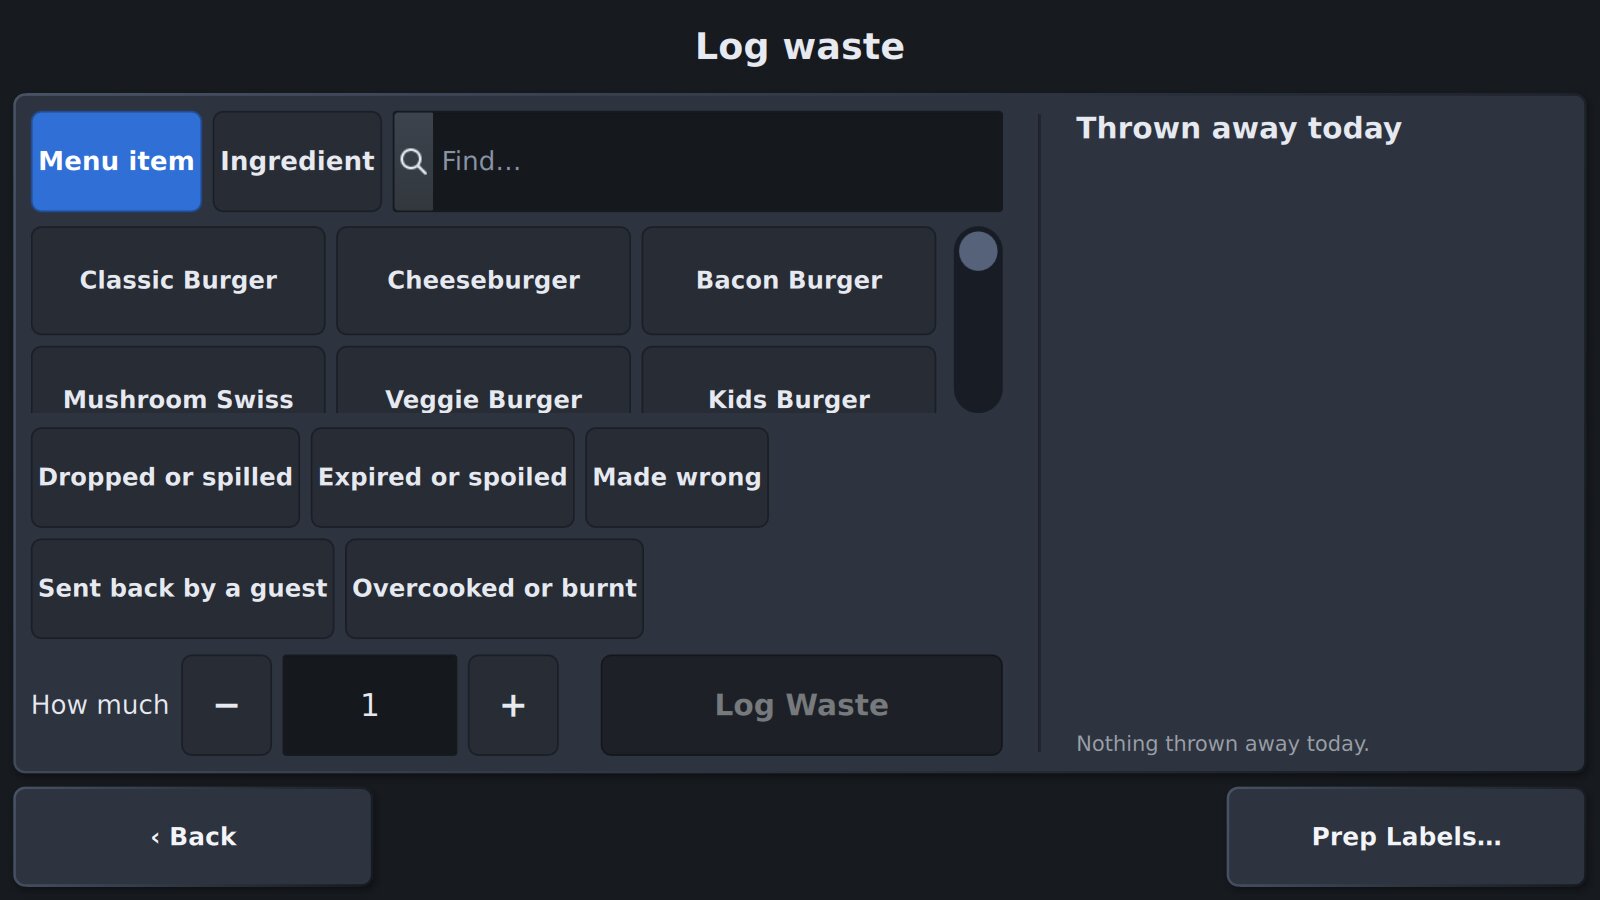 Log waste
Menu item
Ingredient
Find...
Thrown away today
Classic Burger
Cheeseburger
Bacon Burger
Mushroom Swiss
Veggie Burger
Kids Burger
Dropped or spilled
Expired or spoiled
Made wrong
Sent back by a guest
Overcooked or burnt
How much
−
1
+
Log Waste
Nothing thrown away today.
‹ Back
Prep Labels...